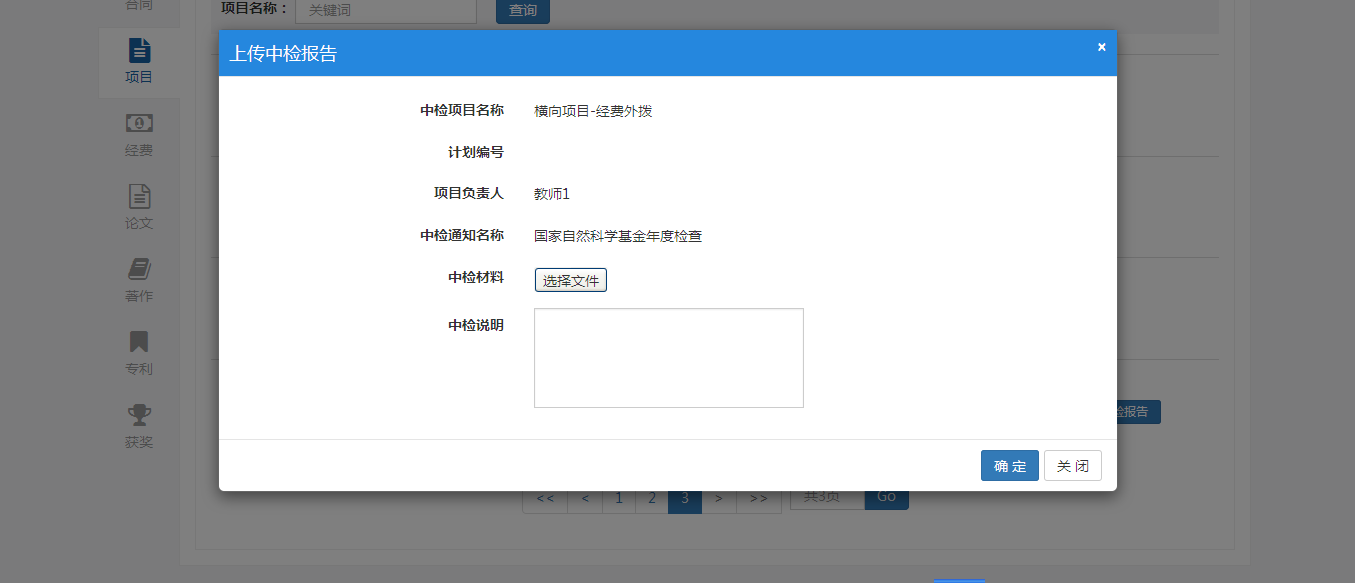 合同
项目名称： 关键词 查询
上传中检报告 ×
项目
中检项目名称 横向项目-经费外拨
计划编号
经费
项目负责人 教师1
论文
中检通知名称 国家自然科学基金年度检查
中检材料 选择文件
著作
中检说明
专利
检报告
获奖
确 定 关 闭
<< < 1 2 3 > >> 共3页 Go